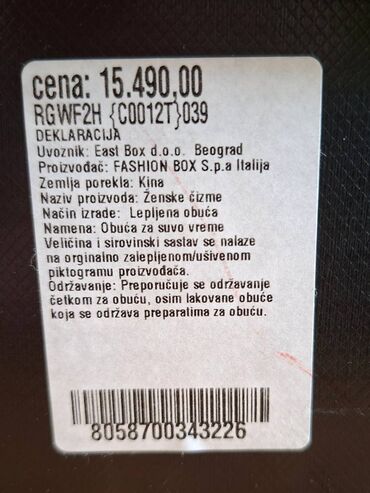 cena: 15.490,00
RGWF2H {C0012T}039
DEKLARACIJA
Uvoznik: East Box d.o.o. Beograd
Proizvođač: FASHION BOX S.p.a Italija
Zemlja porekla: Kina
Naziv proizvoda: Ženske čizme
Način izrade: Lepljena obuća
Namena: Obuća za suvo vreme
Veličina i sirovinski sastav se nalaze
na orginalno zalepljenom/ušivenom
piktogramu proizvođača.
Održavanje: Preporučuje se održavanje
četkom za obuću, osim lakovane obuće
koja se održava preparatima za obuću.
8058700343226